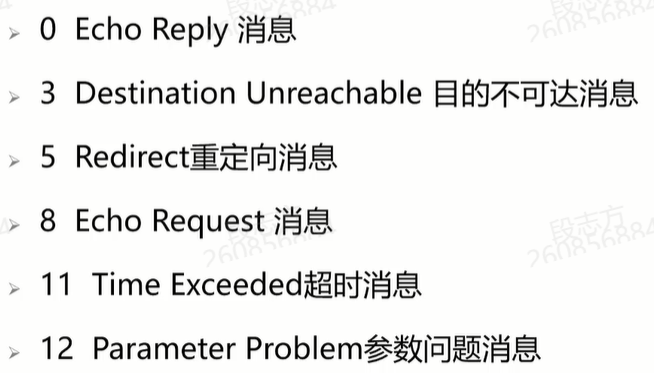 0 Echo Reply 消息
3 Destination Unreachable 目的不可达消息
5 Redirect重定向消息
8 Echo Request 消息
11 Time Exceeded超时消息
12 Parameter Problem参数问题消息